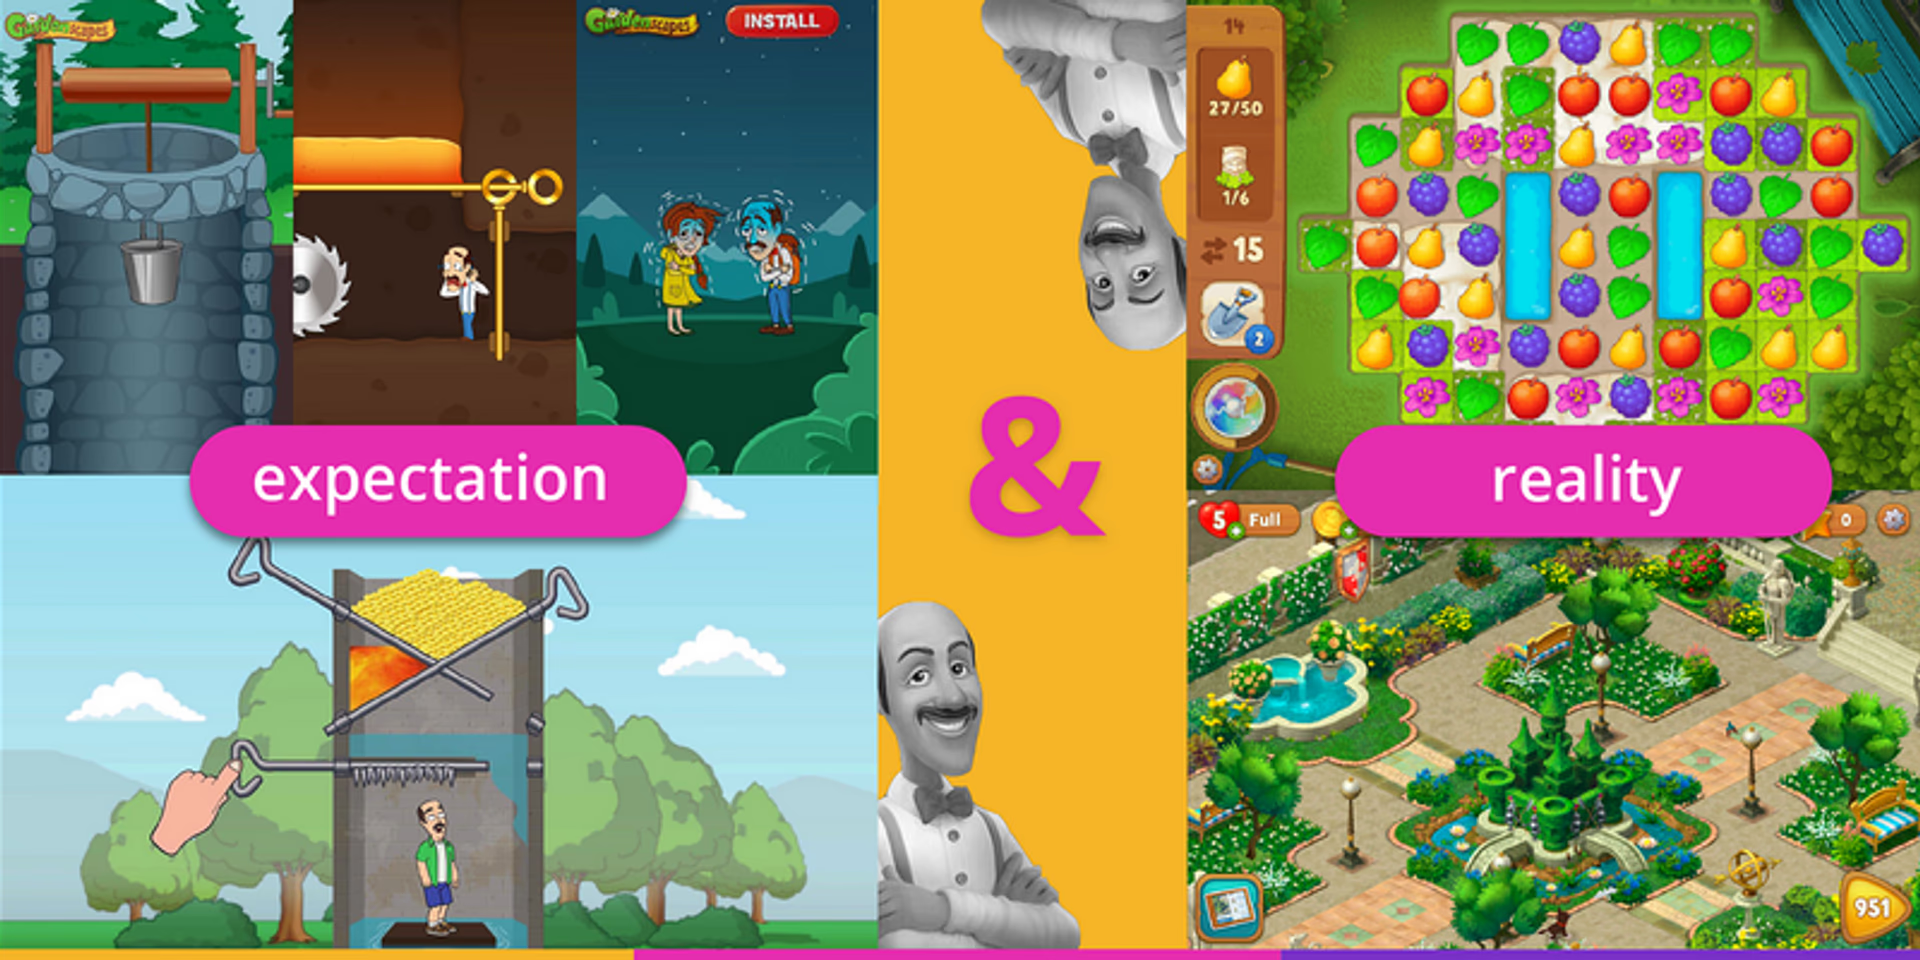 Gardenscapes
Gardenscapes
INSTALL
expectation
&
14
27/50
1/6
15
2
reality
5 Full
0
951